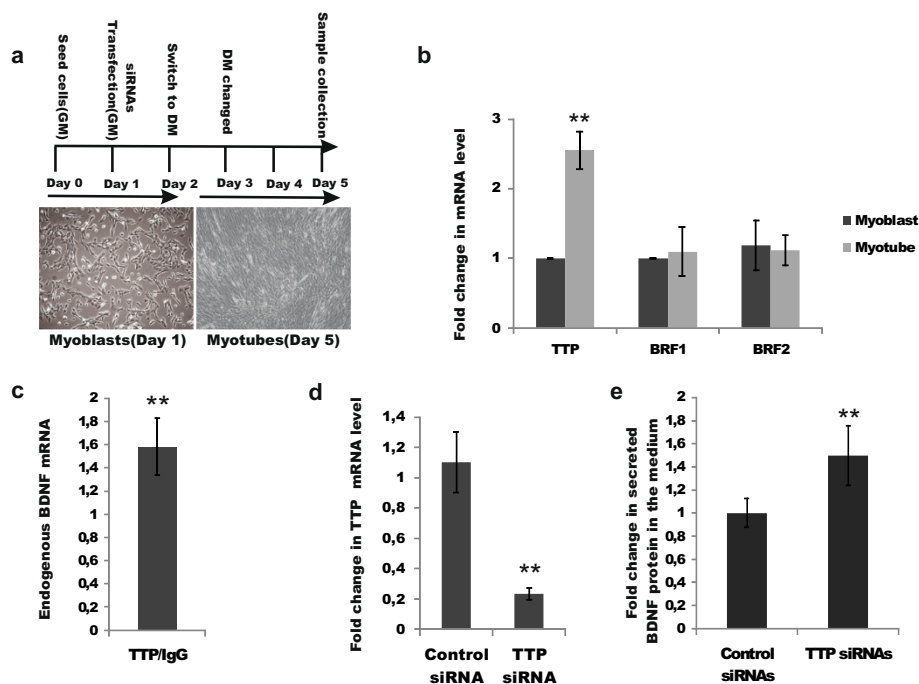 a
Seed cells(GM)
siRNAs
Transfection(GM)
Switch to DM
DM changed
Sample collection
Day 0 Day 1 Day 2 Day 3 Day 4 Day 5
Myoblasts(Day 1) Myotubes(Day 5)
b
Fold change in mRNA level
3
2
1
0
**
TTP BRF1 BRF2
Myoblast
Myotube
c
Endogenous BDNF mRNA
2
1,8
1,6
1,4
1,2
1
0,8
0,6
0,4
0,2
0
**
TTP/IgG
d
Fold change in TTP mRNA level
1,4
1,2
1
0,8
0,6
0,4
0,2
0
**
Control TTP
siRNA siRNA
e
Fold change in secreted
BDNF protein in the medium
2
1,8
1,6
1,4
1,2
1
0,8
0,6
0,4
0,2
0
**
Control TTP siRNAs
siRNAs